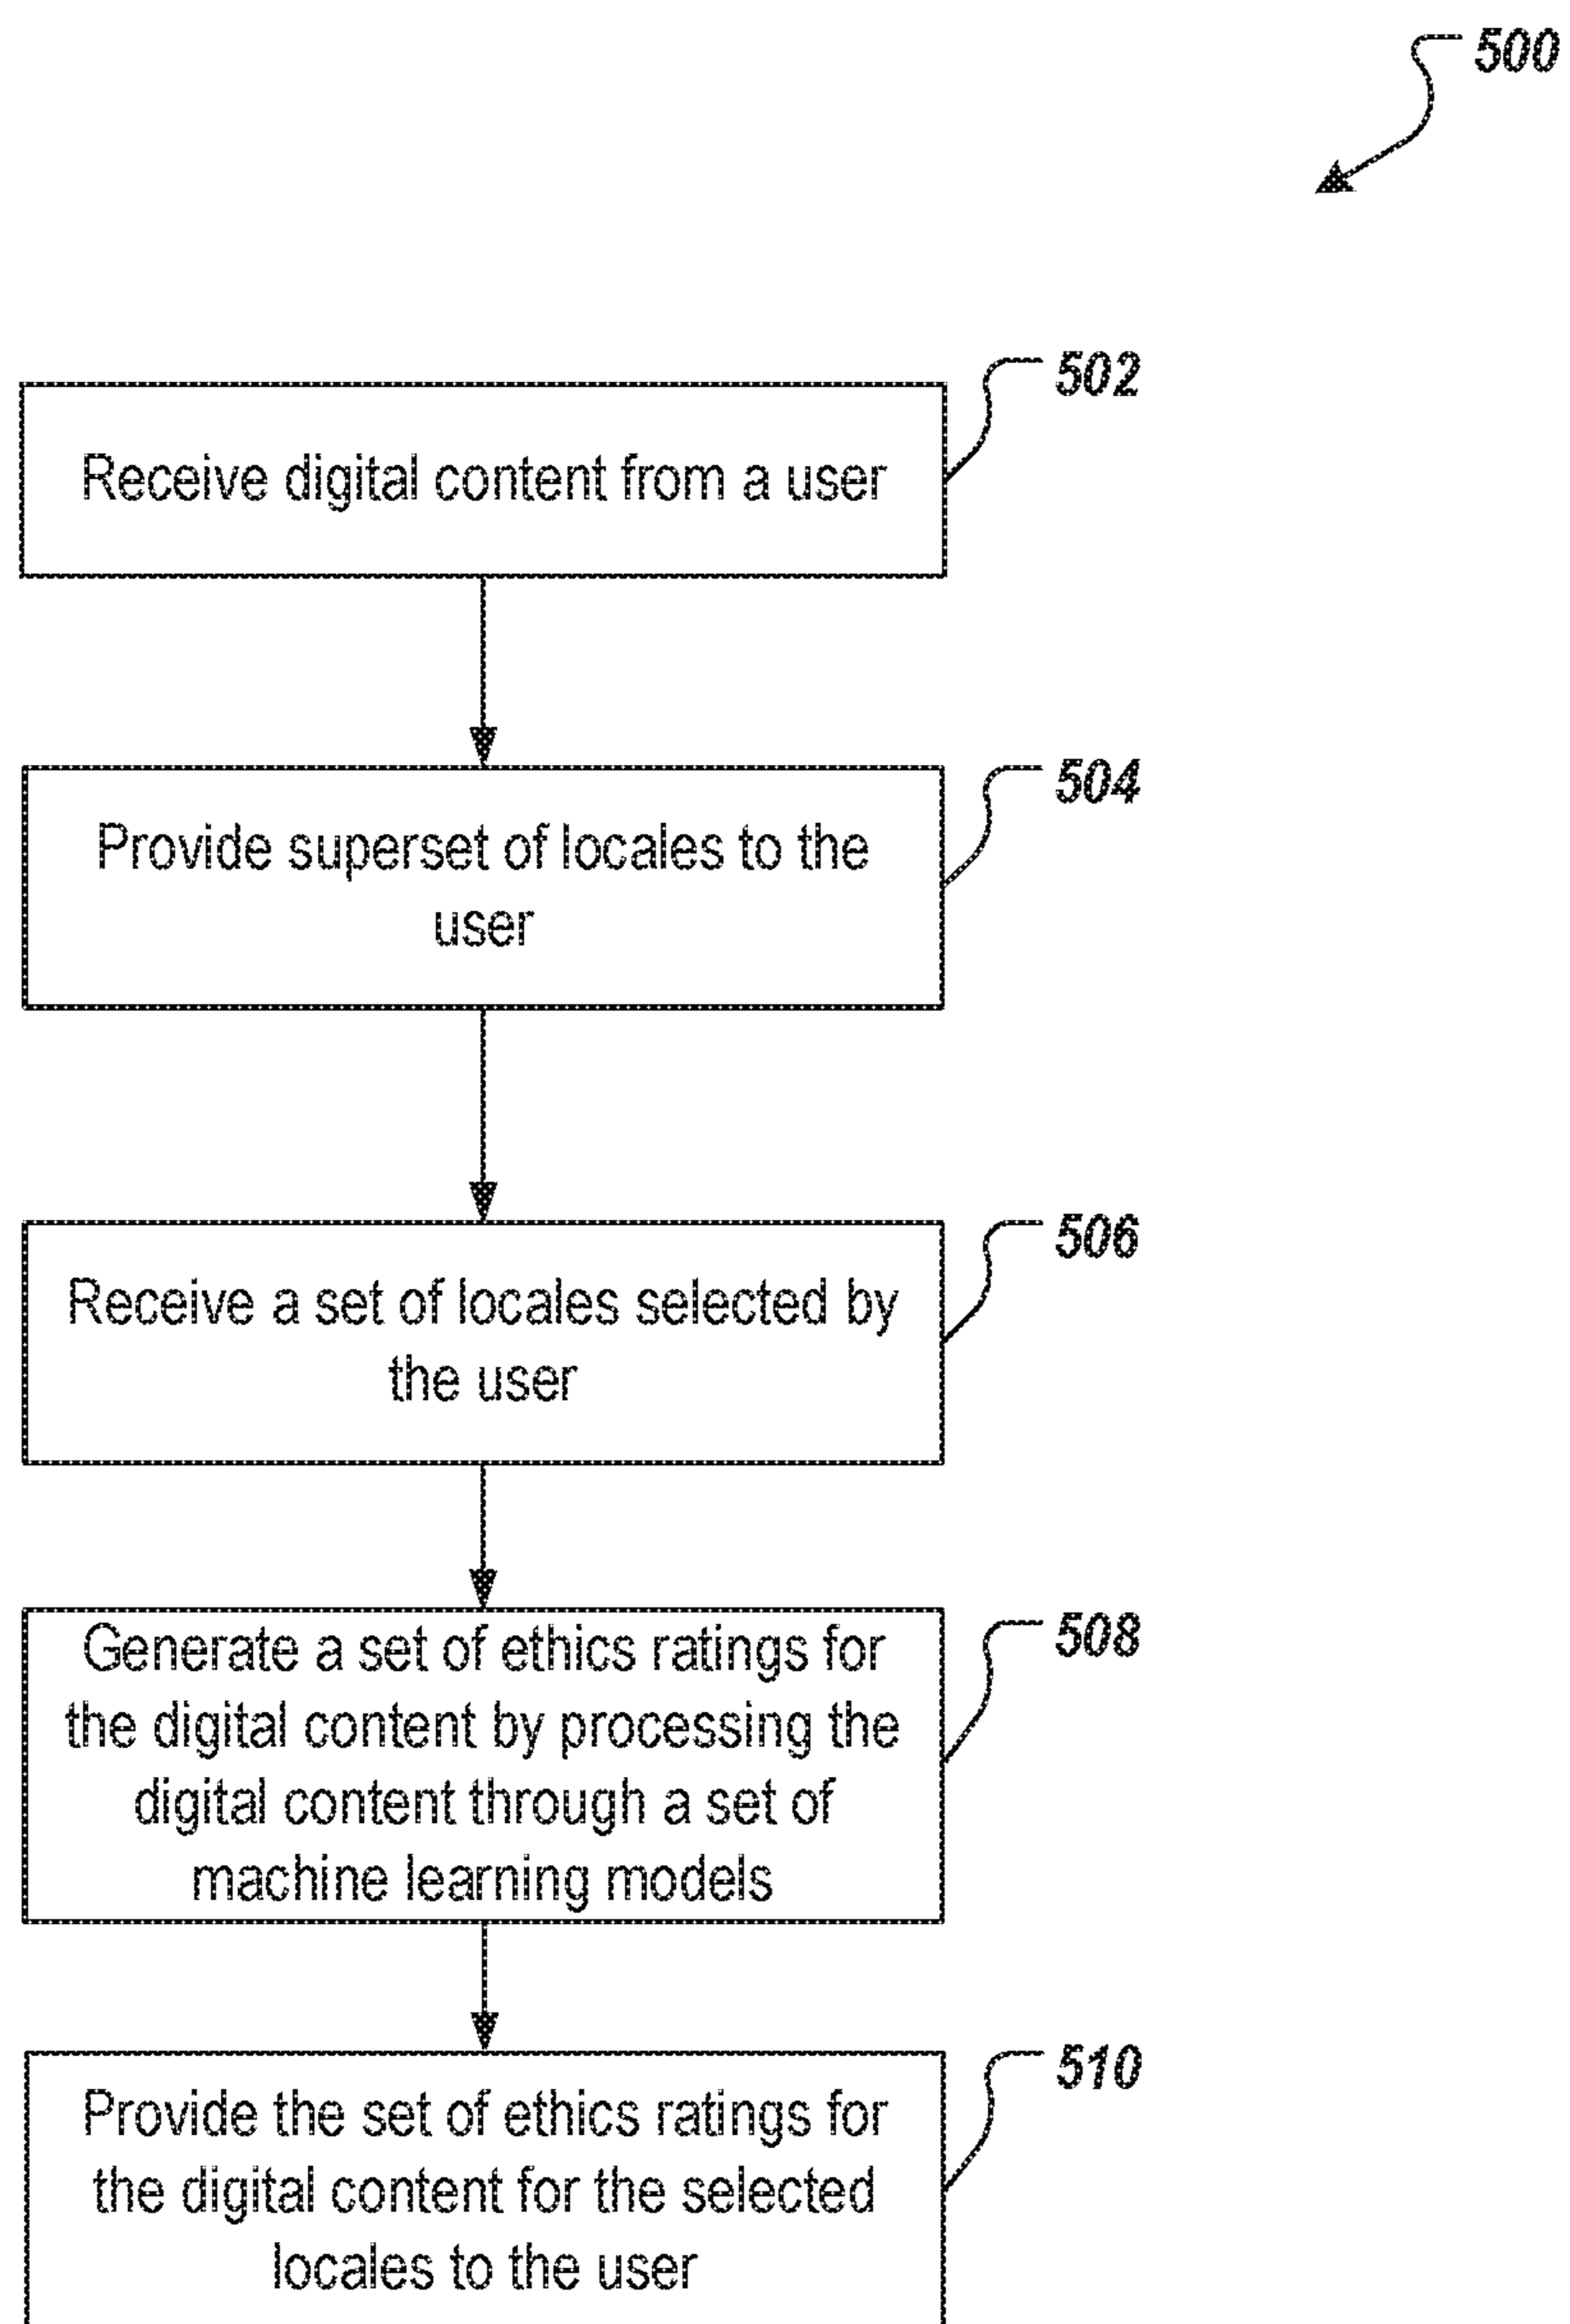 500
502
Receive digital content from a user
504
Provide superset of locales to the
user
506
Receive a set of locales selected by
the user
508
Generate a set of ethics ratings for
the digital content by processing the
digital content through a set of
machine learning models
510
Provide the set of ethics ratings for
the digital content for the selected
locales to the user